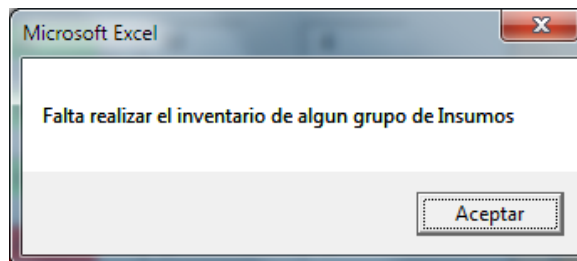 Microsoft Excel
Falta realizar el inventario de algun grupo de Insumos
Aceptar